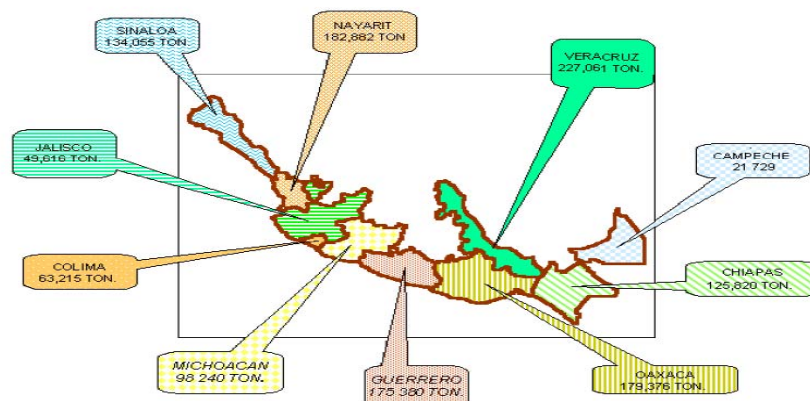 SINALOA
134,055 TON.
NAYARIT
182,882 TON
VERACRUZ
227,061 TON.
JALISCO
49,616 TON.
CAMPECHE
21 729
COLIMA
63,215 TON.
CHIAPAS
125,820 TON.
MICHOACAN
98 240 TON.
GUERRERO
175 380 TON.
OAXACA
179,376 TON.